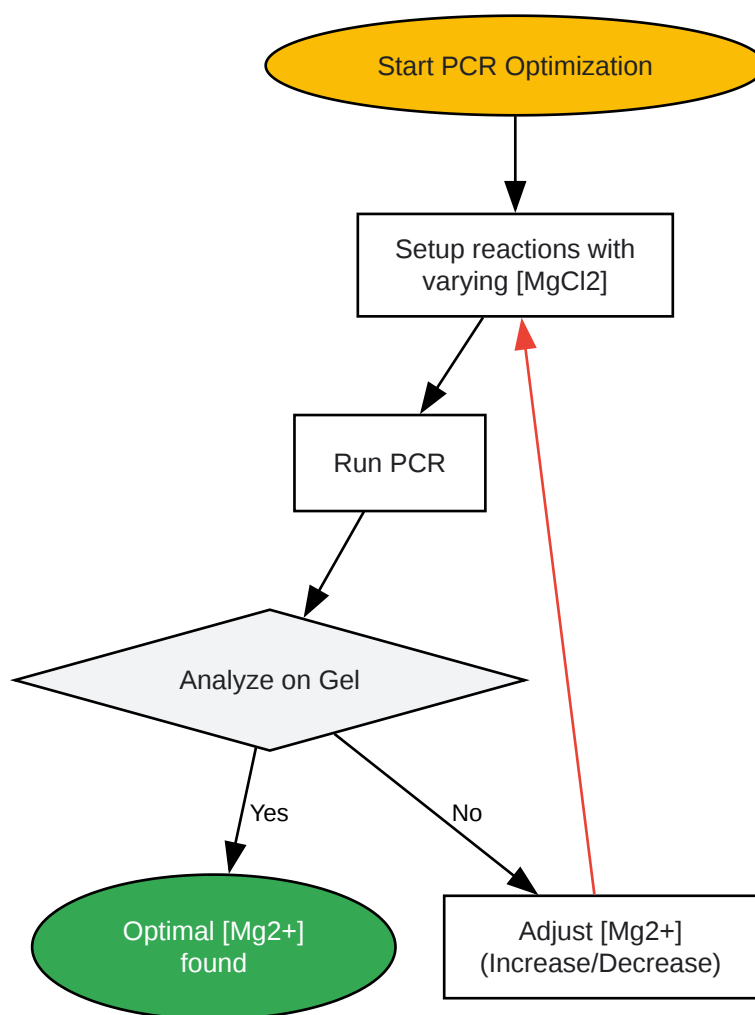 Start PCR Optimization
Setup reactions with
varying [MgCl2]
Run PCR
Analyze on Gel
Yes
No
Optimal [Mg2+]
found
Adjust [Mg2+]
(Increase/Decrease)